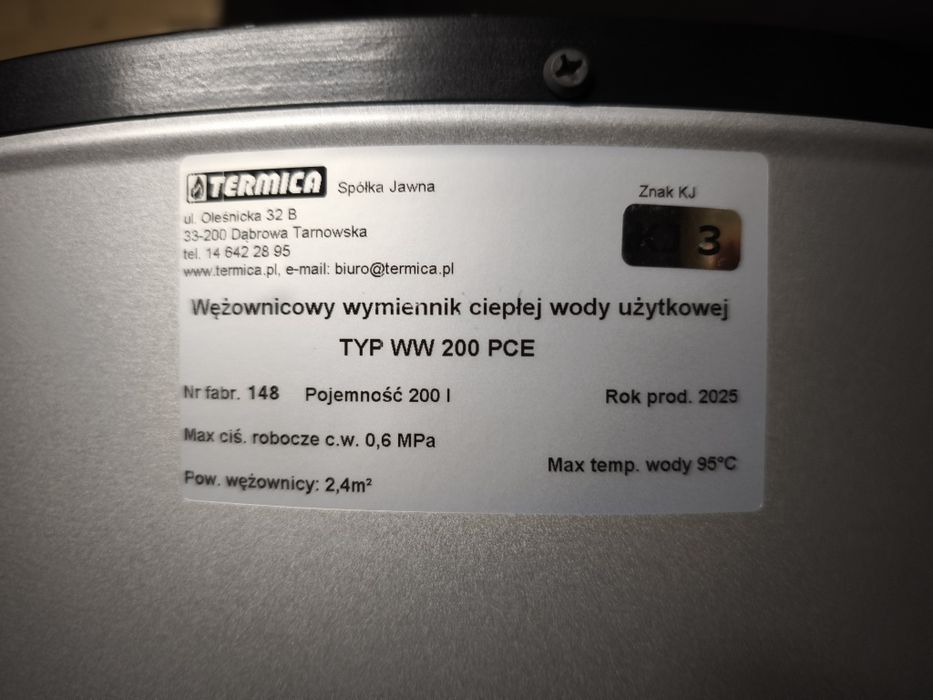 TERMICA Spółka Jawna
ul. Oleśnicka 32 B
33-200 Dąbrowa Tarnowska
tel. 14 642 28 95
www.termica.pl, e-mail: biuro@termica.pl
Znak KJ
3
Wężownicowy wymiennik ciepłej wody użytkowej
TYP WW 200 PCE
Nr fabr. 148 Pojemność 200 l Rok prod. 2025
Max ciś. robocze c.w. 0,6 MPa
Max temp. wody 95°C
Pow. wężownicy: 2,4m²